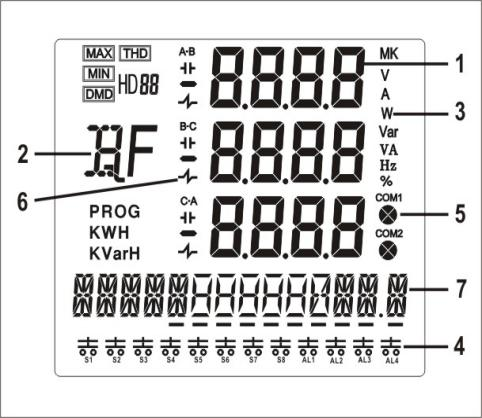 MAX THD
MIN
DMD HD88
A-B
8.8.8.8
MK
V
A
W
1
3
2
F
B-C
8.8.8.8
Var
VA
Hz
%
6
PROG
KWH
KVarH
C-A
8.8.8.8
COM1
COM2
5
7
S1 S2 S3 S4 S5 S6 S7 S8 AL1 AL2 AL3 AL4
4